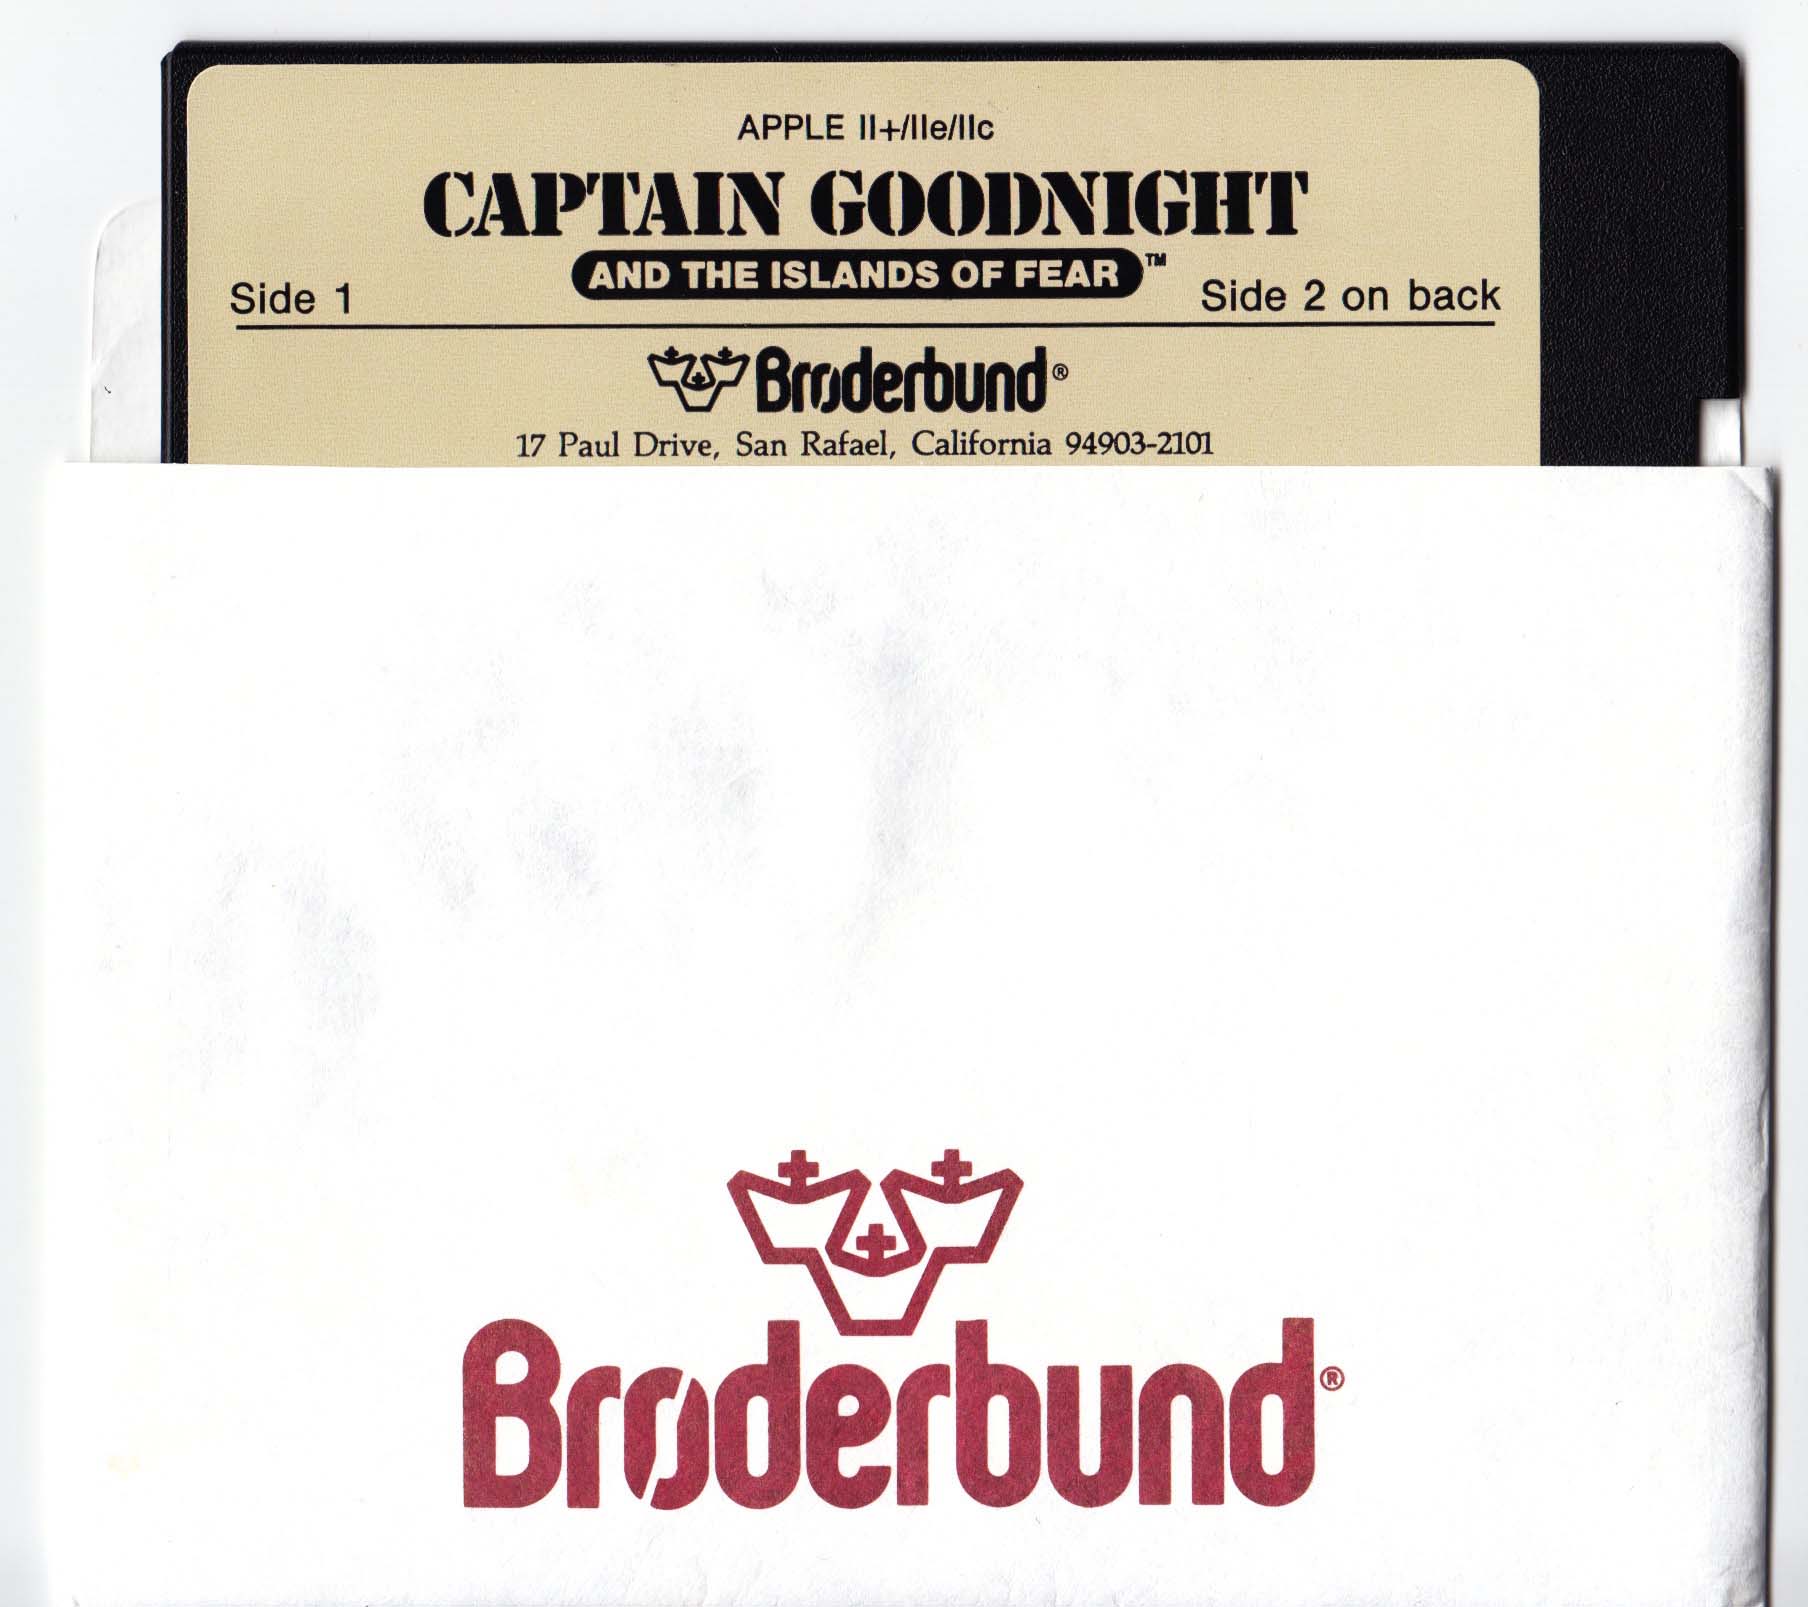 APPLE II+/IIe/IIc
CAPTAIN GOODNIGHT
AND THE ISLANDS OF FEAR™
Side 1
Side 2 on back
Brøderbund®
17 Paul Drive, San Rafael, California 94903-2101
Brøderbund®